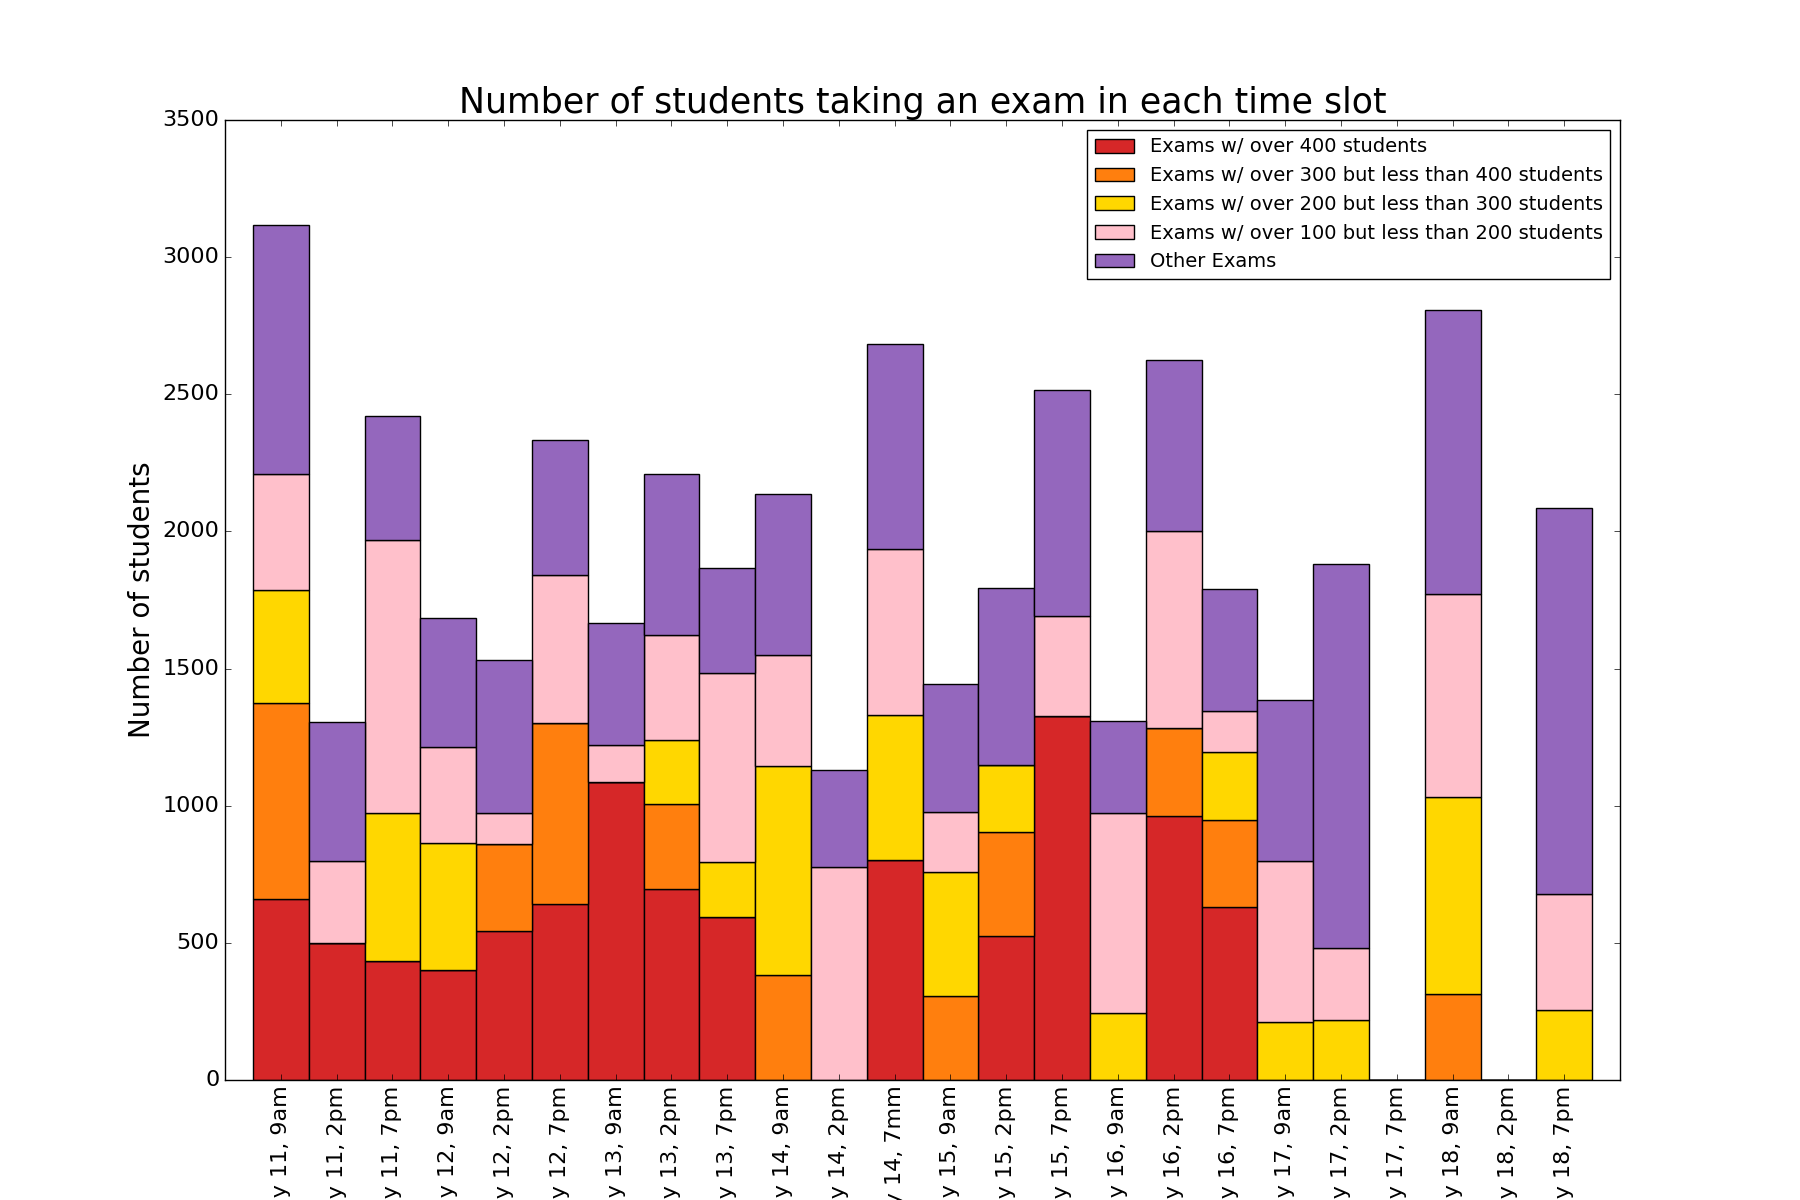 Number of students taking an exam in each time slot
Exams w/ over 400 students
Exams w/ over 300 but less than 400 students
Exams w/ over 200 but less than 300 students
Exams w/ over 100 but less than 200 students
Other Exams
Number of students
3500
3000
2500
2000
1500
1000
500
0
y 11, 9am
y 11, 2pm
y 11, 7pm
y 12, 9am
y 12, 2pm
y 12, 7pm
y 13, 9am
y 13, 2pm
y 13, 7pm
y 14, 9am
y 14, 2pm
y 14, 7mm
y 15, 9am
y 15, 2pm
y 15, 7pm
y 16, 9am
y 16, 2pm
y 16, 7pm
y 17, 9am
y 17, 2pm
y 17, 7pm
y 18, 9am
y 18, 2pm
y 18, 7pm